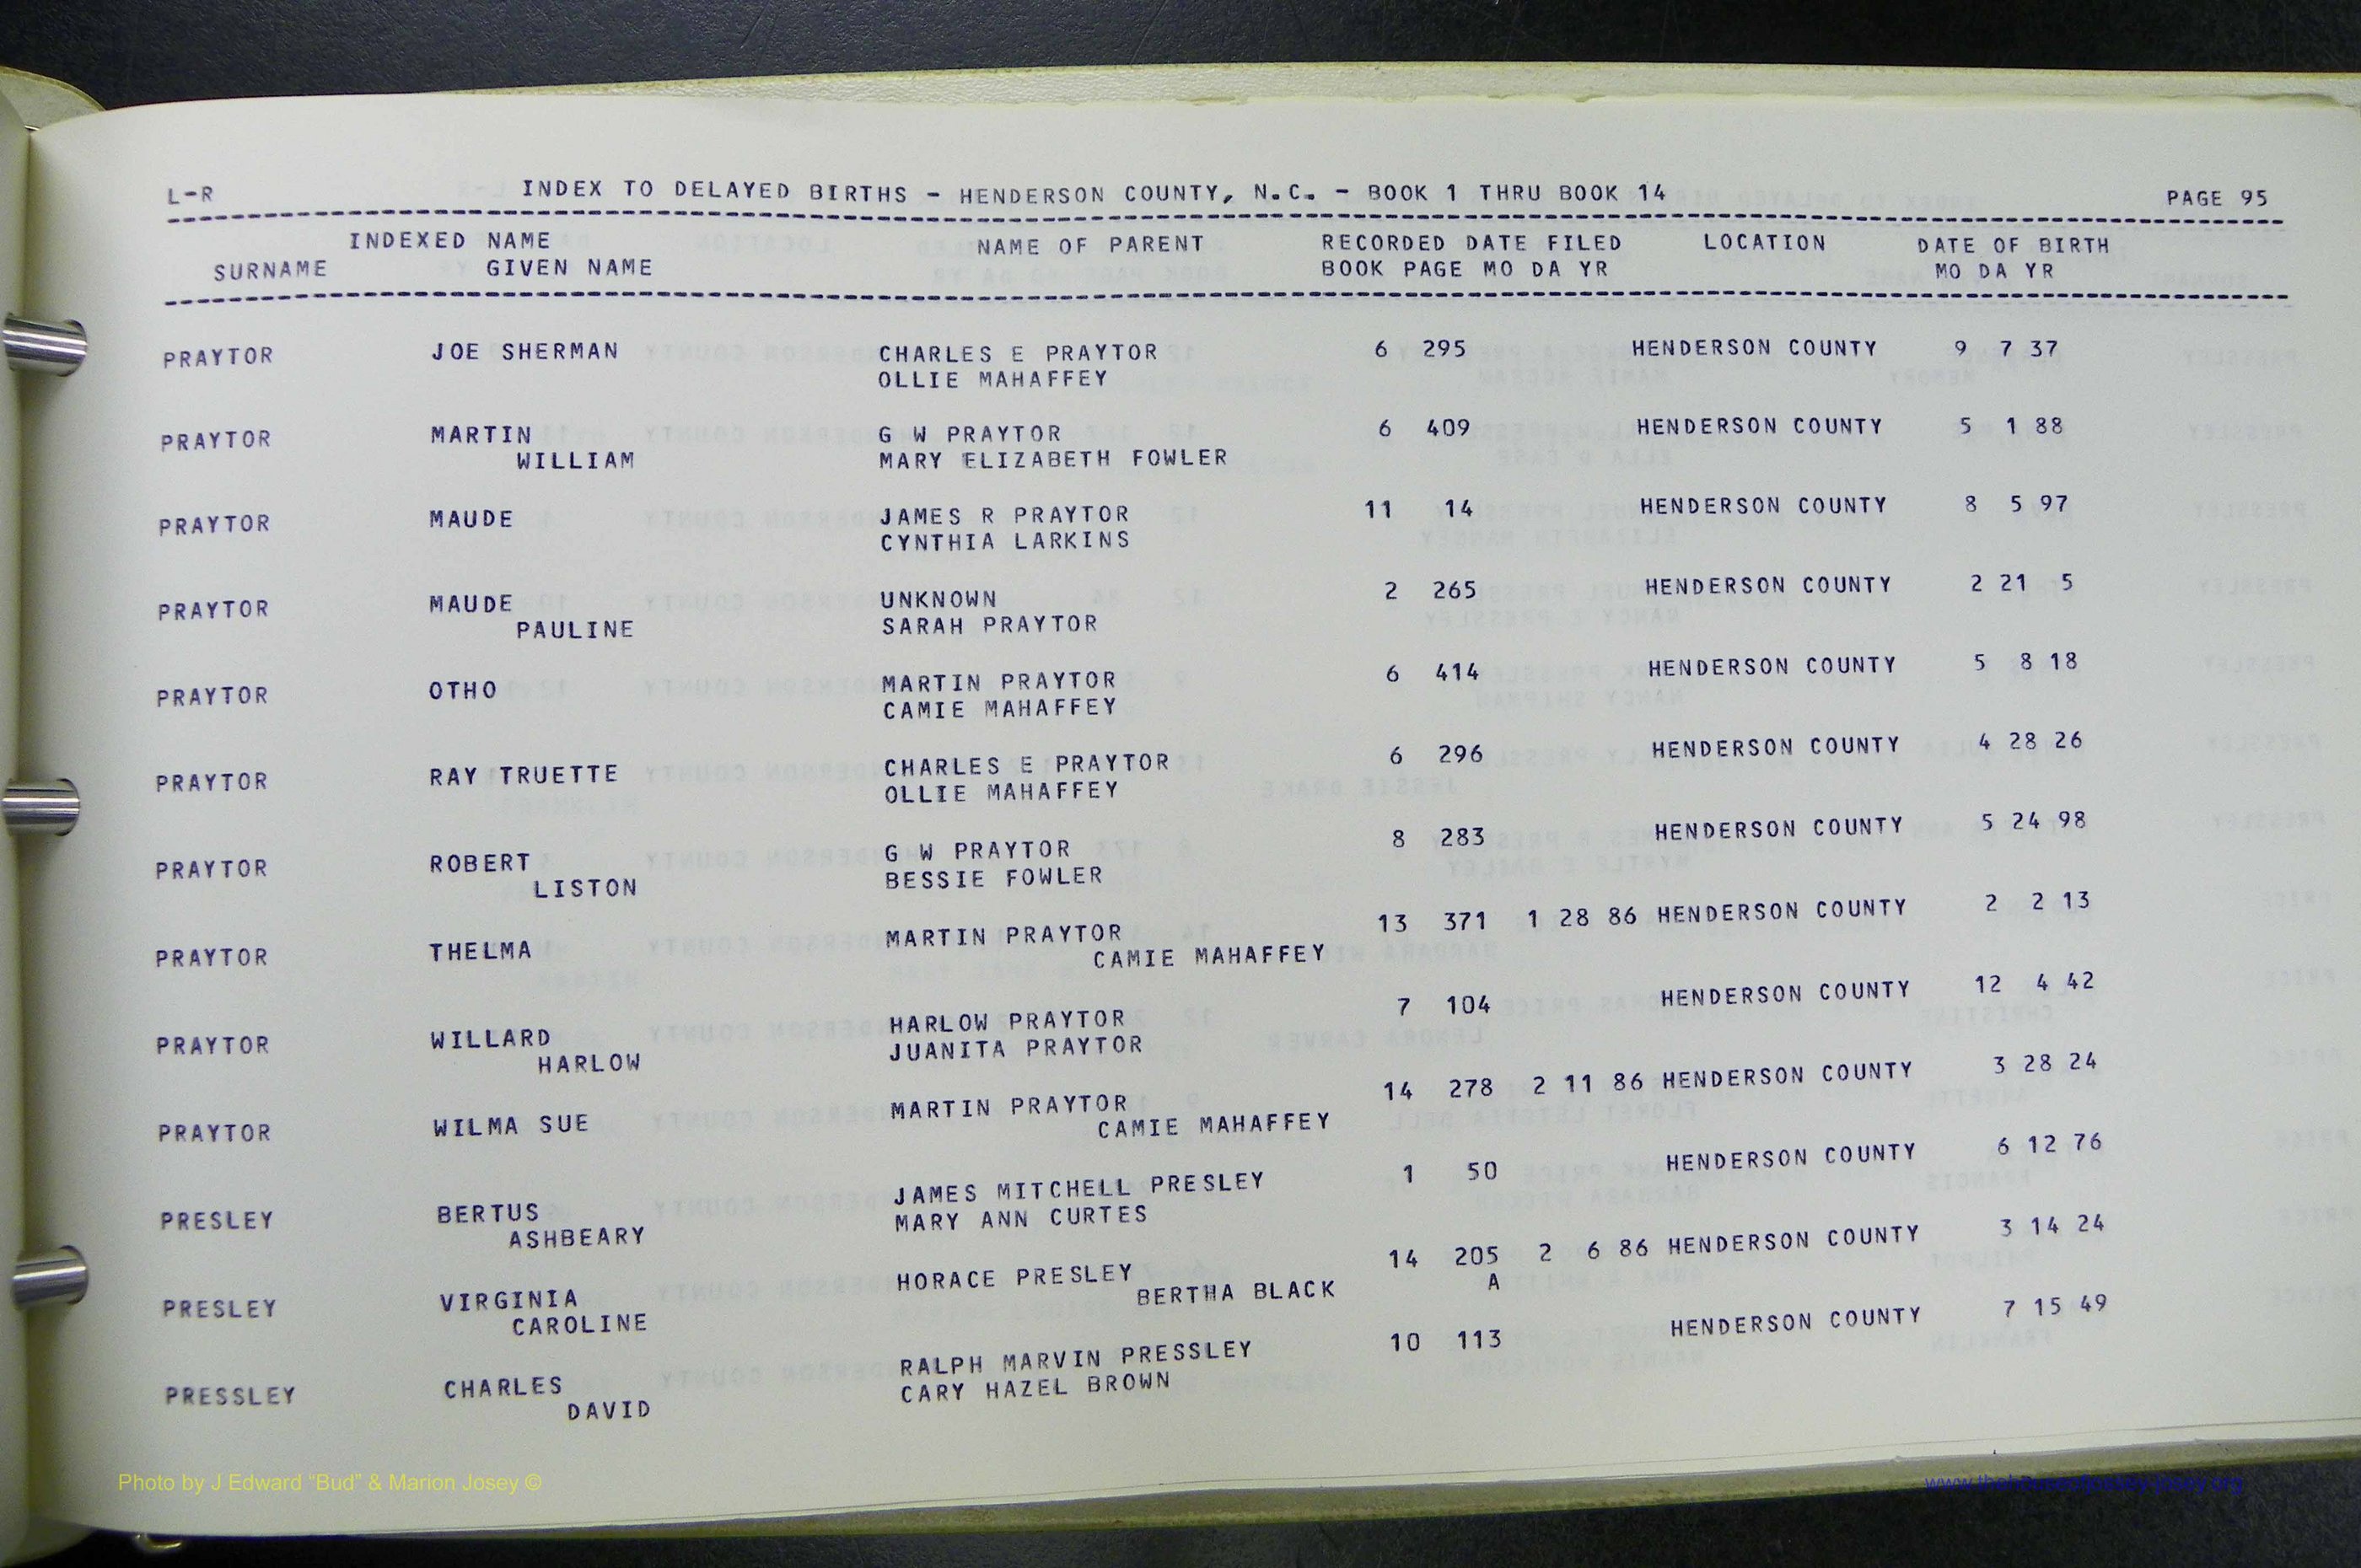 L-R INDEX TO DELAYED BIRTHS - HENDERSON COUNTY, N.C. - BOOK 1 THRU BOOK 14 PAGE 95
INDEXED NAME NAME OF PARENT RECORDED DATE FILED LOCATION DATE OF BIRTH
SURNAME GIVEN NAME BOOK PAGE MO DA YR MO DA YR
PRAYTOR JOE SHERMAN CHARLES E PRAYTOR 6 295 HENDERSON COUNTY 9 7 37
OLLIE MAHAFFEY
PRAYTOR MARTIN G W PRAYTOR 6 409 HENDERSON COUNTY 5 1 88
WILLIAM MARY ELIZABETH FOWLER
PRAYTOR MAUDE JAMES R PRAYTOR 11 14 HENDERSON COUNTY 8 5 97
CYNTHIA LARKINS
PRAYTOR MAUDE UNKNOWN 2 265 HENDERSON COUNTY 2 21 5
PAULINE SARAH PRAYTOR
PRAYTOR OTHO MARTIN PRAYTOR 6 414 HENDERSON COUNTY 5 8 18
CAMIE MAHAFFEY
PRAYTOR RAY TRUETTE CHARLES E PRAYTOR 6 296 HENDERSON COUNTY 4 28 26
OLLIE MAHAFFEY
PRAYTOR ROBERT G W PRAYTOR 8 283 HENDERSON COUNTY 5 24 98
LISTON BESSIE FOWLER
PRAYTOR THELMA MARTIN PRAYTOR 13 371 1 28 86 HENDERSON COUNTY 2 2 13
CAMIE MAHAFFEY
PRAYTOR WILLARD HARLOW PRAYTOR 7 104 HENDERSON COUNTY 12 4 42
HARLOW JUANITA PRAYTOR
PRAYTOR WILMA SUE MARTIN PRAYTOR 14 278 2 11 86 HENDERSON COUNTY 3 28 24
CAMIE MAHAFFEY
PRESLEY BERTUS JAMES MITCHELL PRESLEY 1 50 HENDERSON COUNTY 6 12 76
ASHBEARY MARY ANN CURTES
PRESLEY VIRGINIA HORACE PRESLEY 14 205 2 6 86 HENDERSON COUNTY 3 14 24
CAROLINE BERTHA BLACK A
PRESSLEY CHARLES RALPH MARVIN PRESSLEY 10 113 HENDERSON COUNTY 7 15 49
DAVID CARY HAZEL BROWN
Photo by J Edward "Bud" & Marion Josey ©